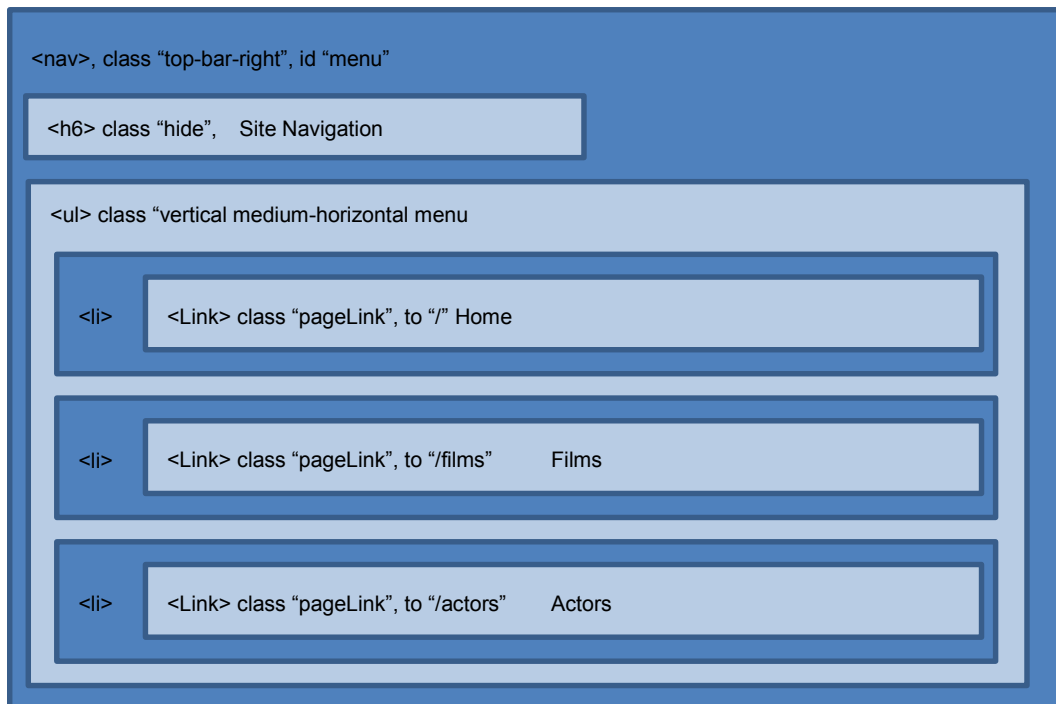 <nav>, class “top-bar-right”, id “menu”
<h6> class “hide”, Site Navigation
<ul> class “vertical medium-horizontal menu
<li> <Link> class “pageLink”, to “/” Home
<li> <Link> class “pageLink”, to “/films” Films
<li> <Link> class “pageLink”, to “/actors” Actors